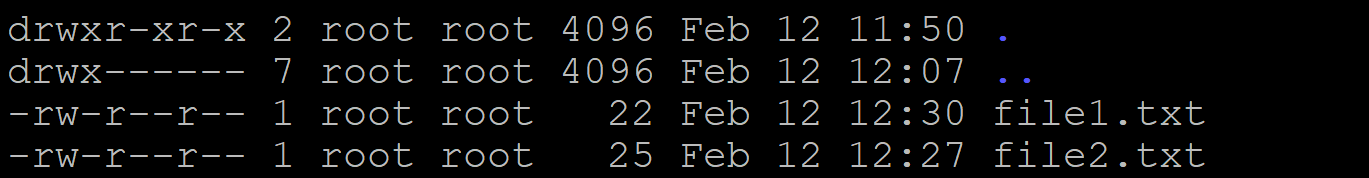 drwxr-xr-x 2 root root 4096 Feb 12 11:50 .
drwx------ 7 root root 4096 Feb 12 12:07 ..
-rw-r--r-- 1 root root   22 Feb 12 12:30 file1.txt
-rw-r--r-- 1 root root   25 Feb 12 12:27 file2.txt